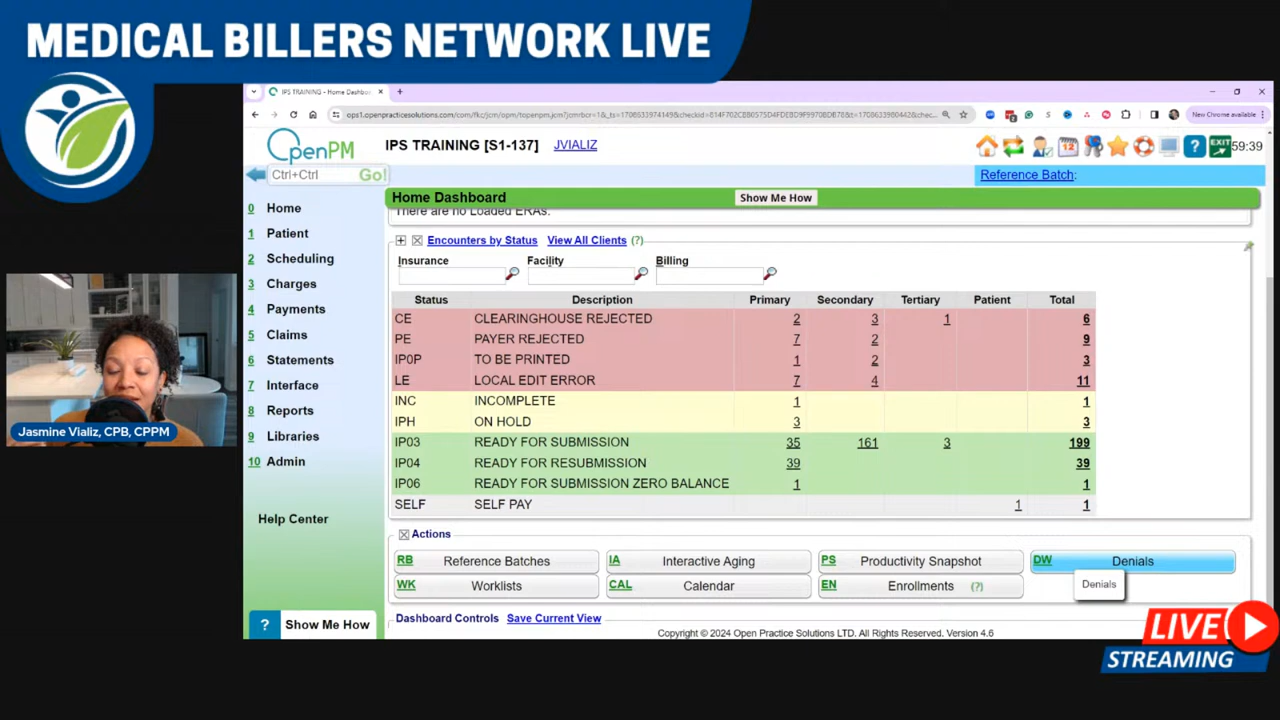 MEDICAL BILLERS NETWORK LIVE
IPS TRAINING - Home Dashbo
New Chrome available
OpenPM
IPS TRAINING [S1-137] JVIALIZ
12
?
EXIT
59:39
Ctrl+Ctrl Go!
Reference Batch:
Home Dashboard
Show Me How
There are no Loaded ERAs.
0 Home
1 Patient
2 Scheduling
3 Charges
4 Payments
5 Claims
6 Statements
7 Interface
8 Reports
9 Libraries
10 Admin
Help Center
? Show Me How
Encounters by Status View All Clients (?)
Insurance Facility Billing
Status Description Primary Secondary Tertiary Patient Total
CE CLEARINGHOUSE REJECTED 2 3 1 6
PE PAYER REJECTED 7 2 9
IP0P TO BE PRINTED 1 2 3
LE LOCAL EDIT ERROR 7 4 11
INC INCOMPLETE 1 1
IPH ON HOLD 3 3
IP03 READY FOR SUBMISSION 35 161 3 199
IP04 READY FOR RESUBMISSION 39 39
IP06 READY FOR SUBMISSION ZERO BALANCE 1 1
SELF SELF PAY 1 1
Actions
RB Reference Batches IA Interactive Aging PS Productivity Snapshot DW Denials
WK Worklists CAL Calendar EN Enrollments (?)
Denials
Dashboard Controls Save Current View
Copyright © 2024 Open Practice Solutions LTD. All Rights Reserved. Version 4.6
Jasmine Vializ, CPB, CPPM
LIVE
STREAMING